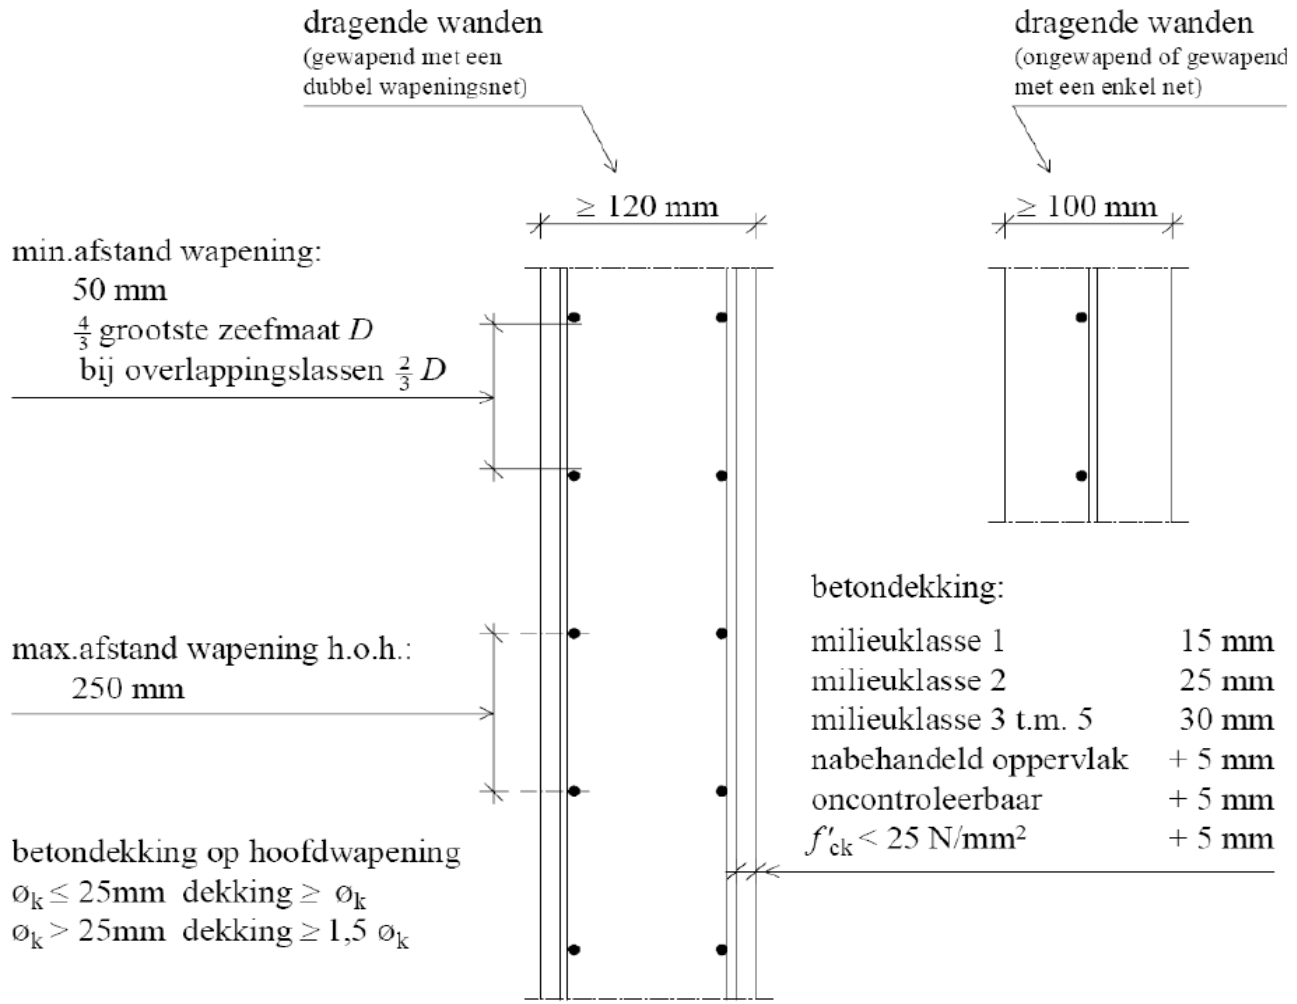 dragende wanden
(gewapend met een
dubbel wapeningsnet)
dragende wanden
(ongewapend of gewapend
met een enkel net)
≥ 120 mm
≥ 100 mm
min.afstand wapening:
50 mm
4/3 grootste zeefmaat D
bij overlappingslassen 2/3 D
max.afstand wapening h.o.h.:
250 mm
betondekking op hoofdwapening
øk ≤ 25mm dekking ≥ øk
øk > 25mm dekking ≥ 1,5 øk
betondekking:
milieuklasse 1 15 mm
milieuklasse 2 25 mm
milieuklasse 3 t.m. 5 30 mm
nabehandeld oppervlak + 5 mm
oncontroleerbaar + 5 mm
f′ck < 25 N/mm² + 5 mm